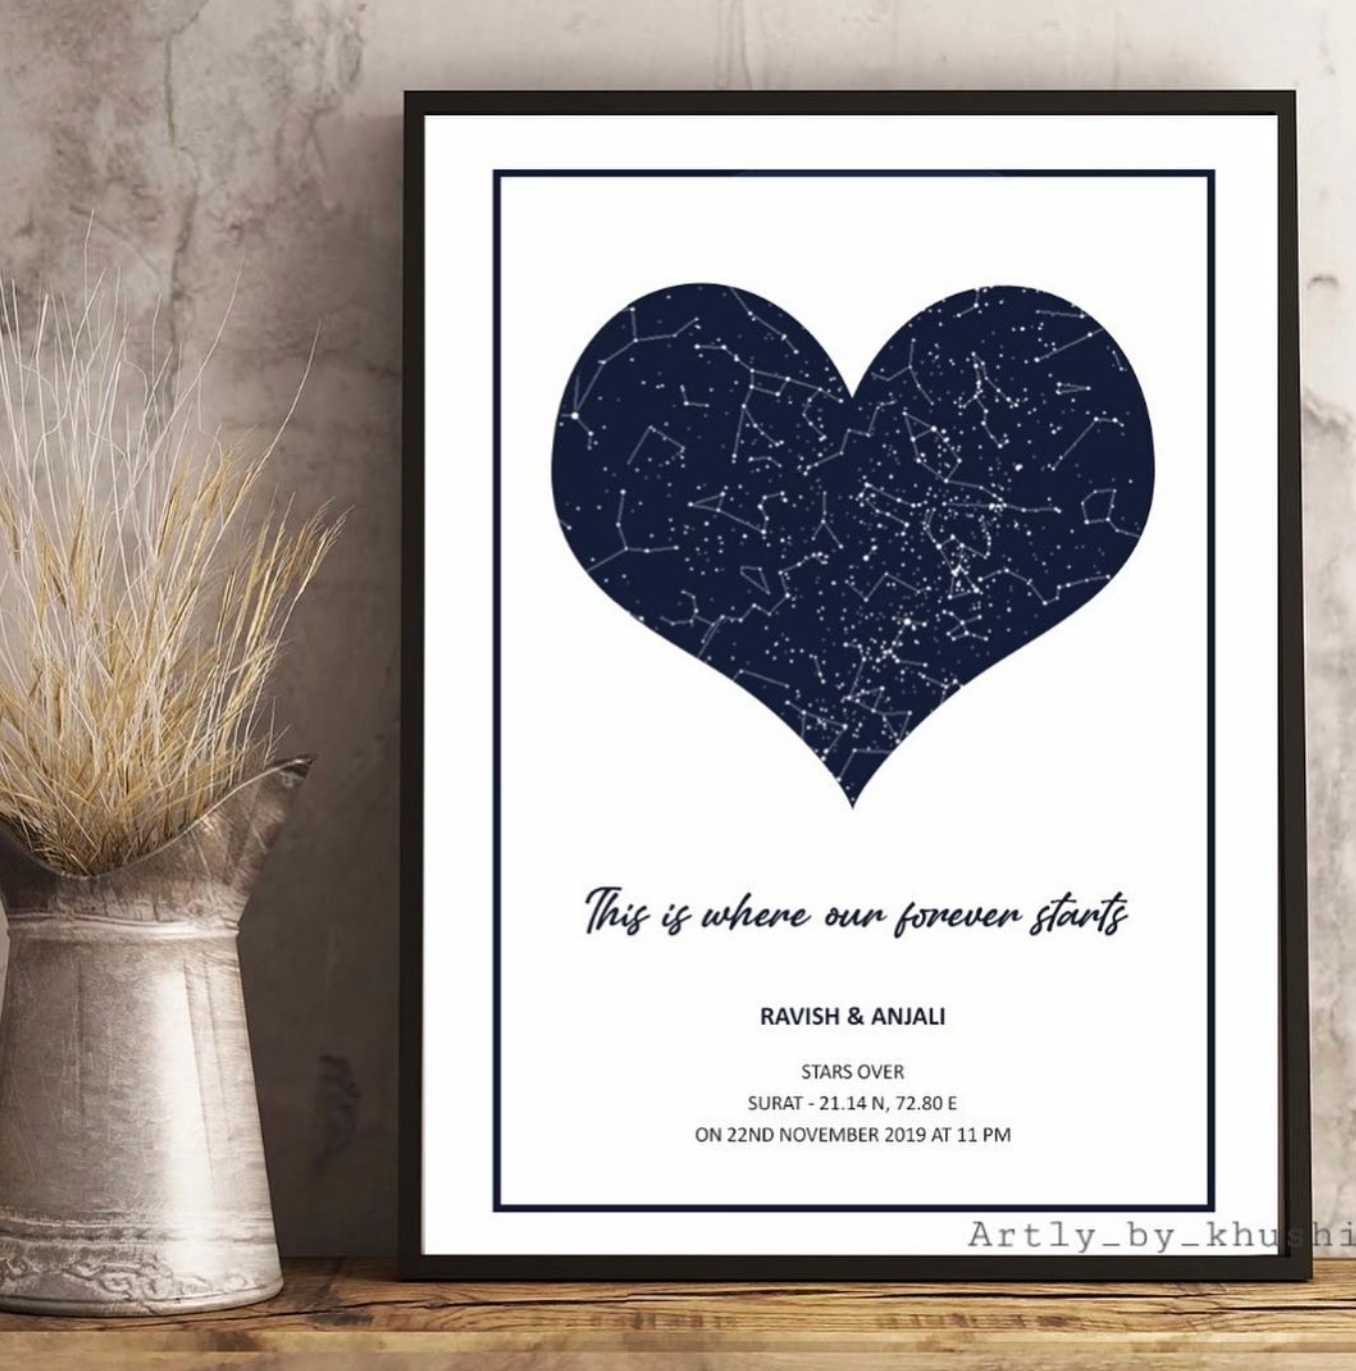 This is where our forever starts
RAVISH & ANJALI
STARS OVER
SURAT - 21.14 N, 72.80 E
ON 22ND NOVEMBER 2019 AT 11 PM
Artly_by_khushi